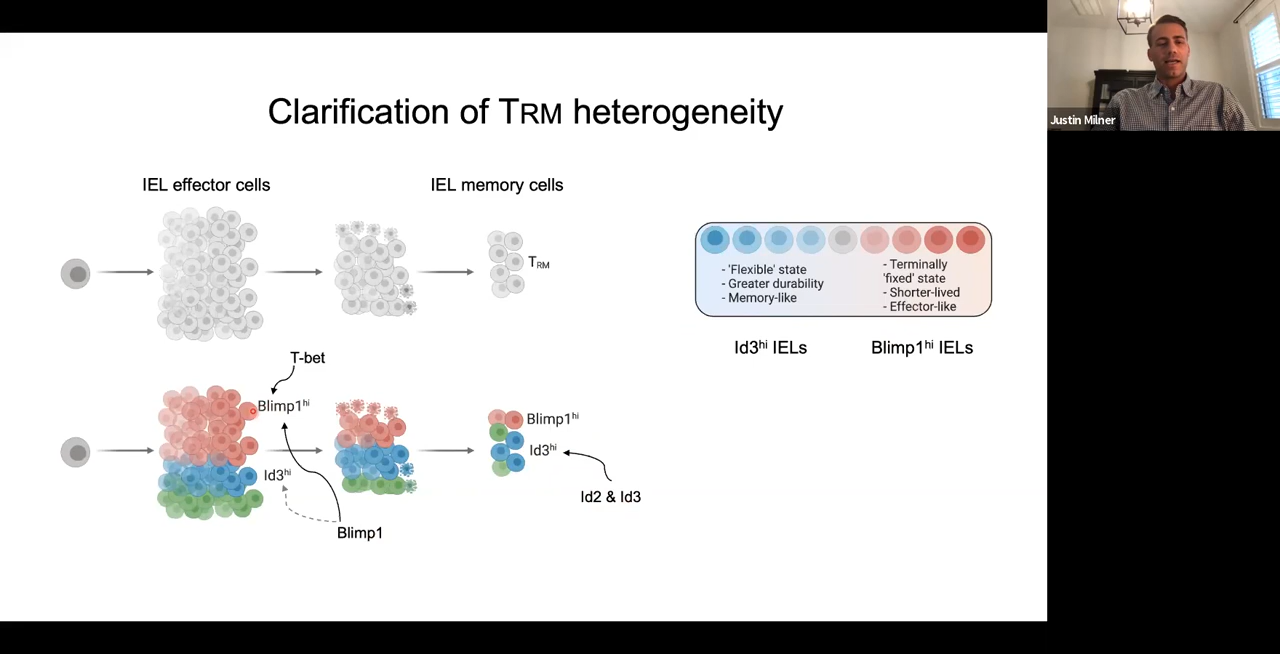 Clarification of TRM heterogeneity
Justin Milner
IEL effector cells
IEL memory cells
TRM
- 'Flexible' state
- Greater durability
- Memory-like
- Terminally
'fixed' state
- Shorter-lived
- Effector-like
Id3hi IELs
Blimp1hi IELs
T-bet
Blimp1hi
Id3hi
Blimp1
Blimp1hi
Id3hi
Id2 & Id3